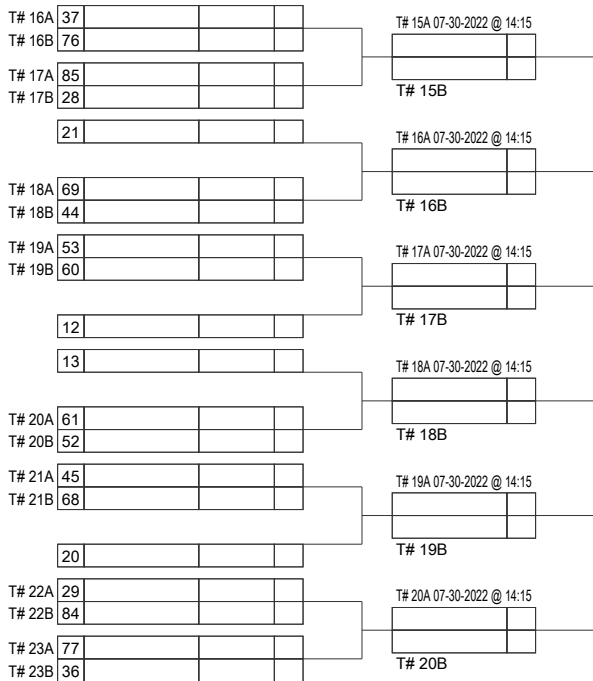 T# 16A 37
T# 16B 76
T# 15A 07-30-2022 @ 14:15
T# 15B
T# 17A 85
T# 17B 28
21
T# 16A 07-30-2022 @ 14:15
T# 16B
T# 18A 69
T# 18B 44
T# 19A 53
T# 19B 60
T# 17A 07-30-2022 @ 14:15
T# 17B
12
13
T# 18A 07-30-2022 @ 14:15
T# 18B
T# 20A 61
T# 20B 52
T# 21A 45
T# 21B 68
T# 19A 07-30-2022 @ 14:15
T# 19B
20
T# 22A 29
T# 22B 84
T# 20A 07-30-2022 @ 14:15
T# 20B
T# 23A 77
T# 23B 36